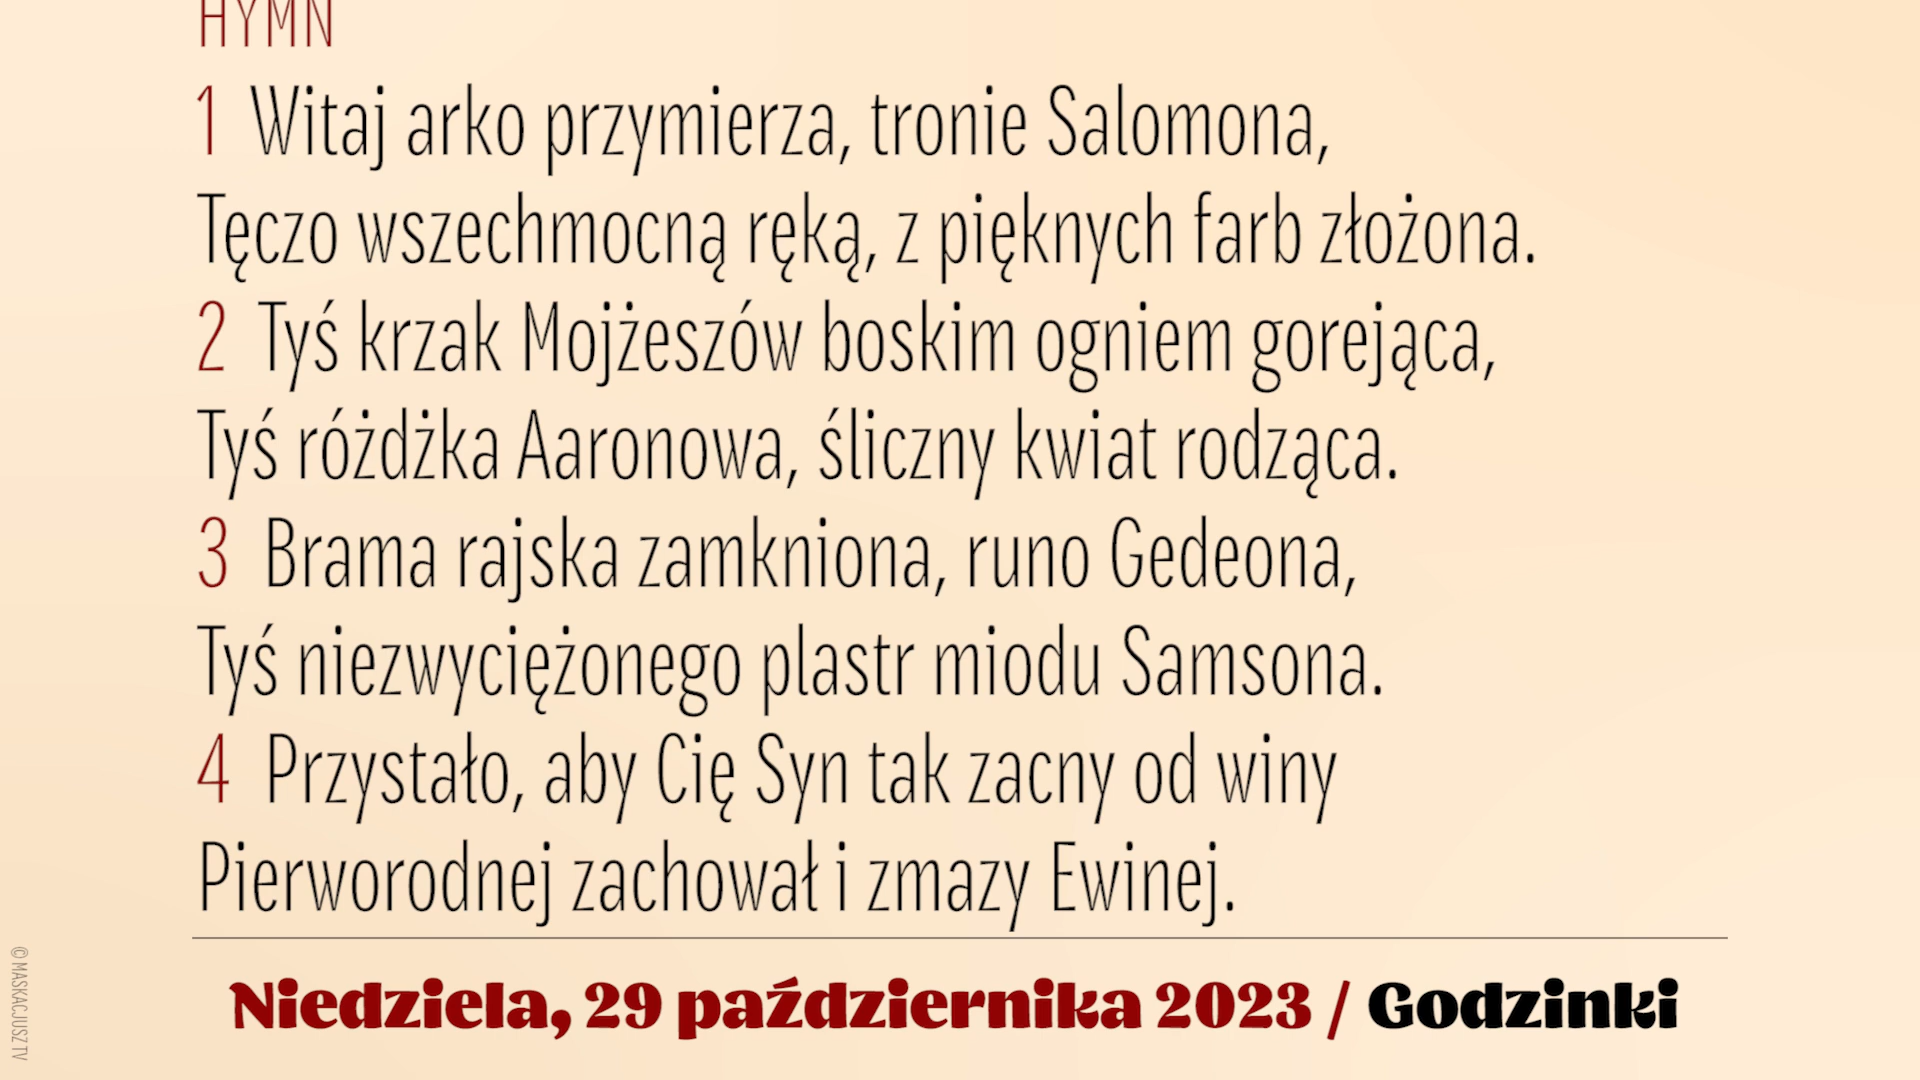 HYMN
1 Witaj arko przymierza, tronie Salomona,
Tęczo wszechmocną ręką, z pięknych farb złożona.
2 Tyś krzak Mojżeszów boskim ogniem gorejąca,
Tyś różdżka Aaronowa, śliczny kwiat rodząca.
3 Brama rajska zamkniona, runo Gedeona,
Tyś niezwyciężonego plastr miodu Samsona.
4 Przystało, aby Cię Syn tak zacny od winy
Pierworodnej zachował i zmazy Ewinej.
Niedziela, 29 października 2023 / Godzinki
© MASKACJUSZ TV